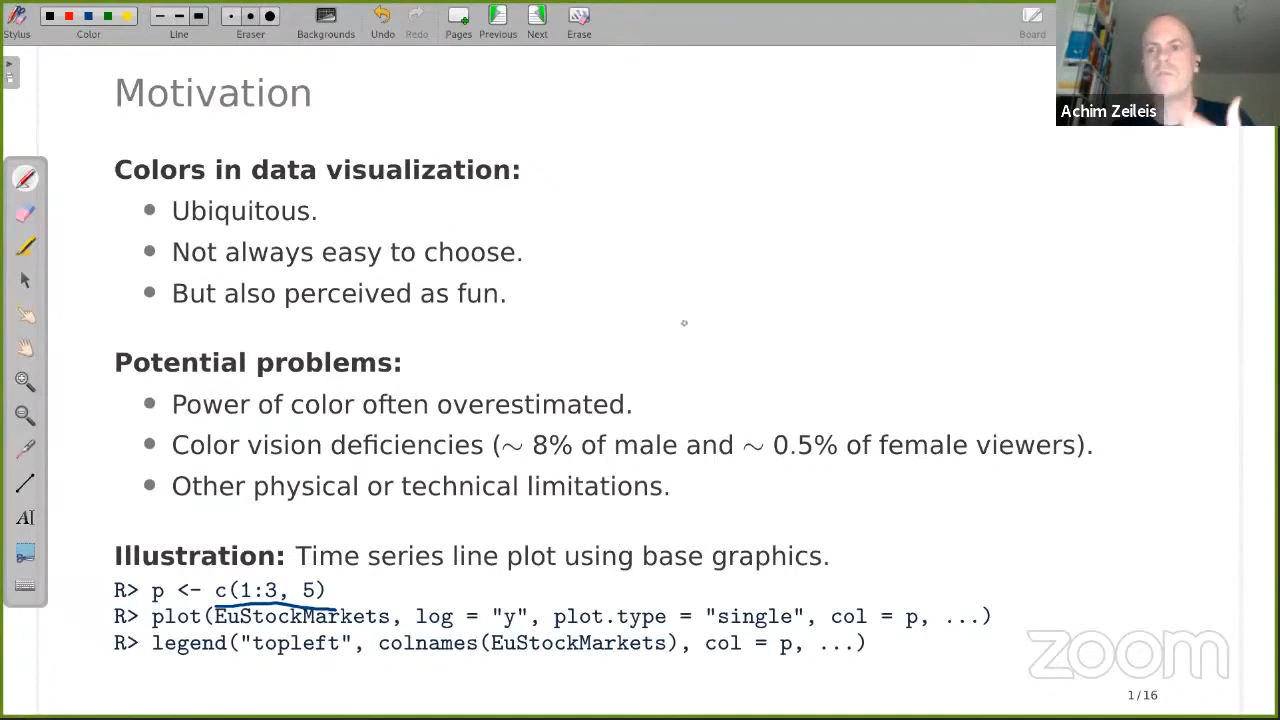 Stylus
Color
Line
Eraser
Backgrounds
Undo
Redo
Pages
Previous
Next
Erase
Board
Achim Zeileis
Motivation
Colors in data visualization:
Ubiquitous.
Not always easy to choose.
But also perceived as fun.
Potential problems:
Power of color often overestimated.
Color vision deficiencies (∼ 8% of male and ∼ 0.5% of female viewers).
Other physical or technical limitations.
Illustration: Time series line plot using base graphics.
R> p <- c(1:3, 5)
R> plot(EuStockMarkets, log = "y", plot.type = "single", col = p, ...)
R> legend("topleft", colnames(EuStockMarkets), col = p, ...)
zoom
1/16
AI